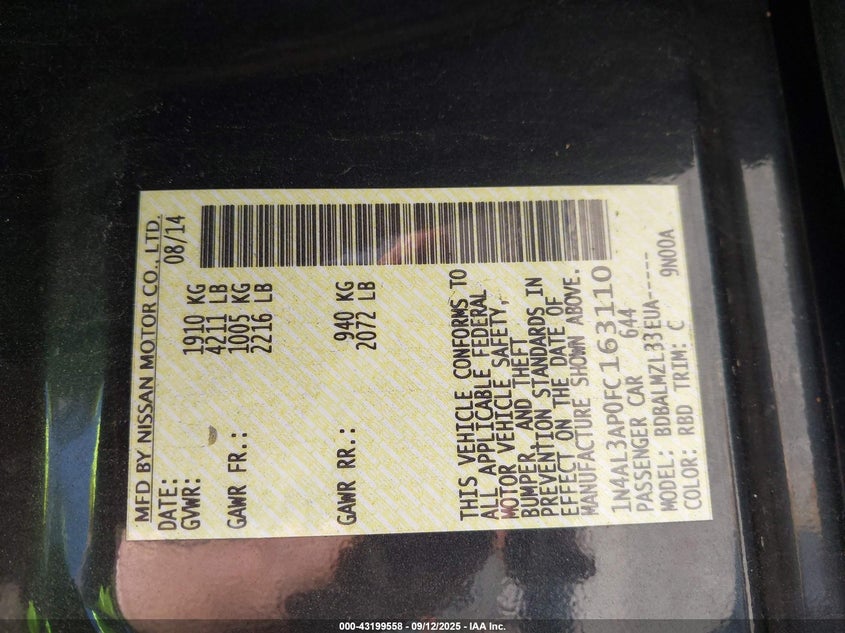 MFD BY NISSAN MOTOR CO., LTD.
DATE: 08/14
GVWR: 1910 KG
4211 LB
GAWR FR.: 1005 KG
2216 LB
GAWR RR.: 940 KG
2072 LB
THIS VEHICLE CONFORMS TO
ALL APPLICABLE FEDERAL
MOTOR VEHICLE SAFETY,
BUMPER, AND THEFT
PREVENTION STANDARDS IN
EFFECT ON THE DATE OF
MANUFACTURE SHOWN ABOVE.
1N4AL3AP0FC163110
PASSENGER CAR 644
MODEL: BDBALMZL33EUA-----
COLOR: RBD TRIM: C 9N00A
000-43199558 - 09/12/2025 - IAA Inc.